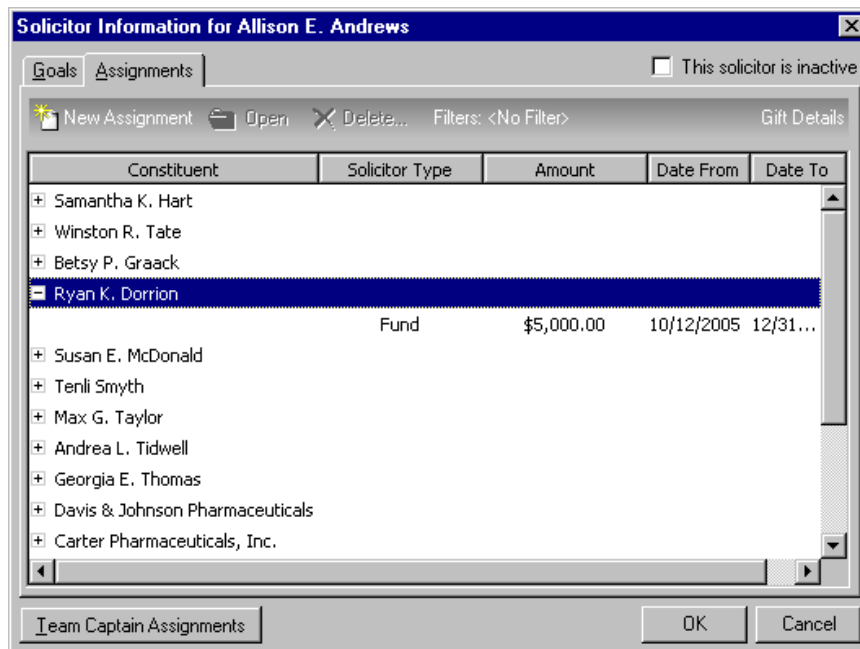 Solicitor Information for Allison E. Andrews
Goals Assignments This solicitor is inactive
New Assignment Open Delete... Filters: <No Filter> Gift Details
Constituent Solicitor Type Amount Date From Date To
Samantha K. Hart
Winston R. Tate
Betsy P. Graack
Ryan K. Dorrion
Fund $5,000.00 10/12/2005 12/31...
Susan E. McDonald
Tenli Smyth
Max G. Taylor
Andrea L. Tidwell
Georgia E. Thomas
Davis & Johnson Pharmaceuticals
Carter Pharmaceuticals, Inc.
Team Captain Assignments OK Cancel